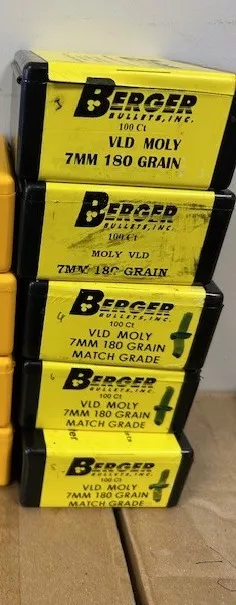 BERGER
BULLETS, INC.
100 Ct
VLD MOLY
7MM 180 GRAIN
BERGER
BULLETS, INC.
100 Ct
MOLY VLD
7MM 180 GRAIN
BERGER
BULLETS, INC.
100 Ct
VLD MOLY
7MM 180 GRAIN
MATCH GRADE
BERGER
BULLETS, INC.
100 Ct
VLD MOLY
7MM 180 GRAIN
MATCH GRADE
BERGER
BULLETS, INC.
100 Ct
VLD MOLY
7MM 180 GRAIN
MATCH GRADE